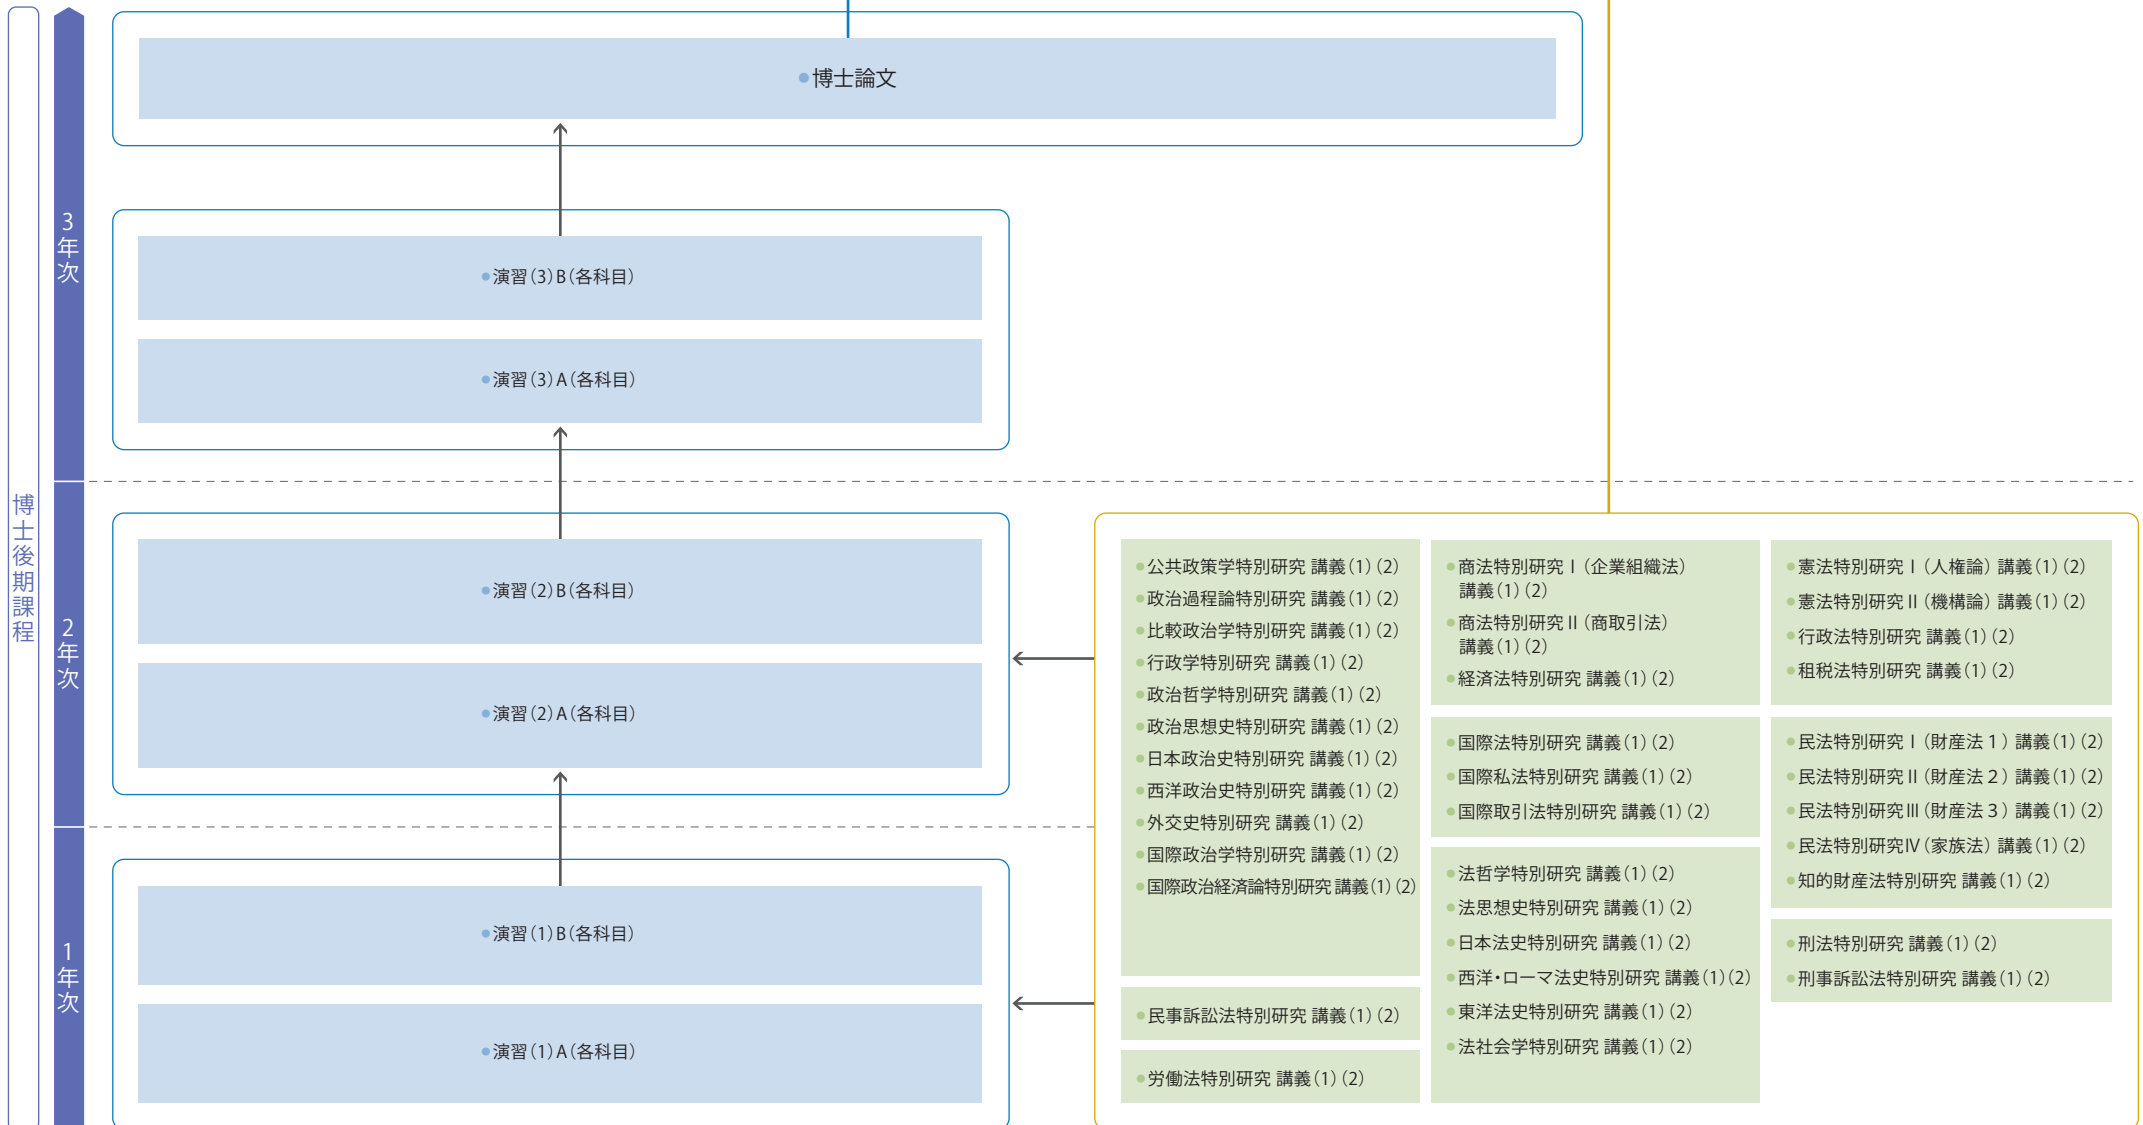 博士後期課程
3年次
2年次
1年次
●博士論文
●演習（3）B（各科目）
●演習（3）A（各科目）
●演習（2）B（各科目）
●演習（2）A（各科目）
●演習（1）B（各科目）
●演習（1）A（各科目）
●公共政策学特別研究 講義（1）（2）
●政治過程論特別研究 講義（1）（2）
●比較政治学特別研究 講義（1）（2）
●行政学特別研究 講義（1）（2）
●政治哲学特別研究 講義（1）（2）
●政治思想史特別研究 講義（1）（2）
●日本政治史特別研究 講義（1）（2）
●西洋政治史特別研究 講義（1）（2）
●外交史特別研究 講義（1）（2）
●国際政治学特別研究 講義（1）（2）
●国際政治経済論特別研究 講義（1）（2）
●民事訴訟法特別研究 講義（1）（2）
●労働法特別研究 講義（1）（2）
●商法特別研究Ⅰ（企業組織法）
講義（1）（2）
●商法特別研究Ⅱ（商取引法）
講義（1）（2）
●経済法特別研究 講義（1）（2）
●国際法特別研究 講義（1）（2）
●国際私法特別研究 講義（1）（2）
●国際取引法特別研究 講義（1）（2）
●法哲学特別研究 講義（1）（2）
●法思想史特別研究 講義（1）（2）
●日本法史特別研究 講義（1）（2）
●西洋・ローマ法史特別研究 講義（1）（2）
●東洋法史特別研究 講義（1）（2）
●法社会学特別研究 講義（1）（2）
●憲法特別研究Ⅰ（人権論）講義（1）（2）
●憲法特別研究Ⅱ（機構論）講義（1）（2）
●行政法特別研究 講義（1）（2）
●租税法特別研究 講義（1）（2）
●民法特別研究Ⅰ（財産法1）講義（1）（2）
●民法特別研究Ⅱ（財産法2）講義（1）（2）
●民法特別研究Ⅲ（財産法3）講義（1）（2）
●民法特別研究Ⅳ（家族法）講義（1）（2）
●知的財産法特別研究 講義（1）（2）
●刑法特別研究 講義（1）（2）
●刑事訴訟法特別研究 講義（1）（2）